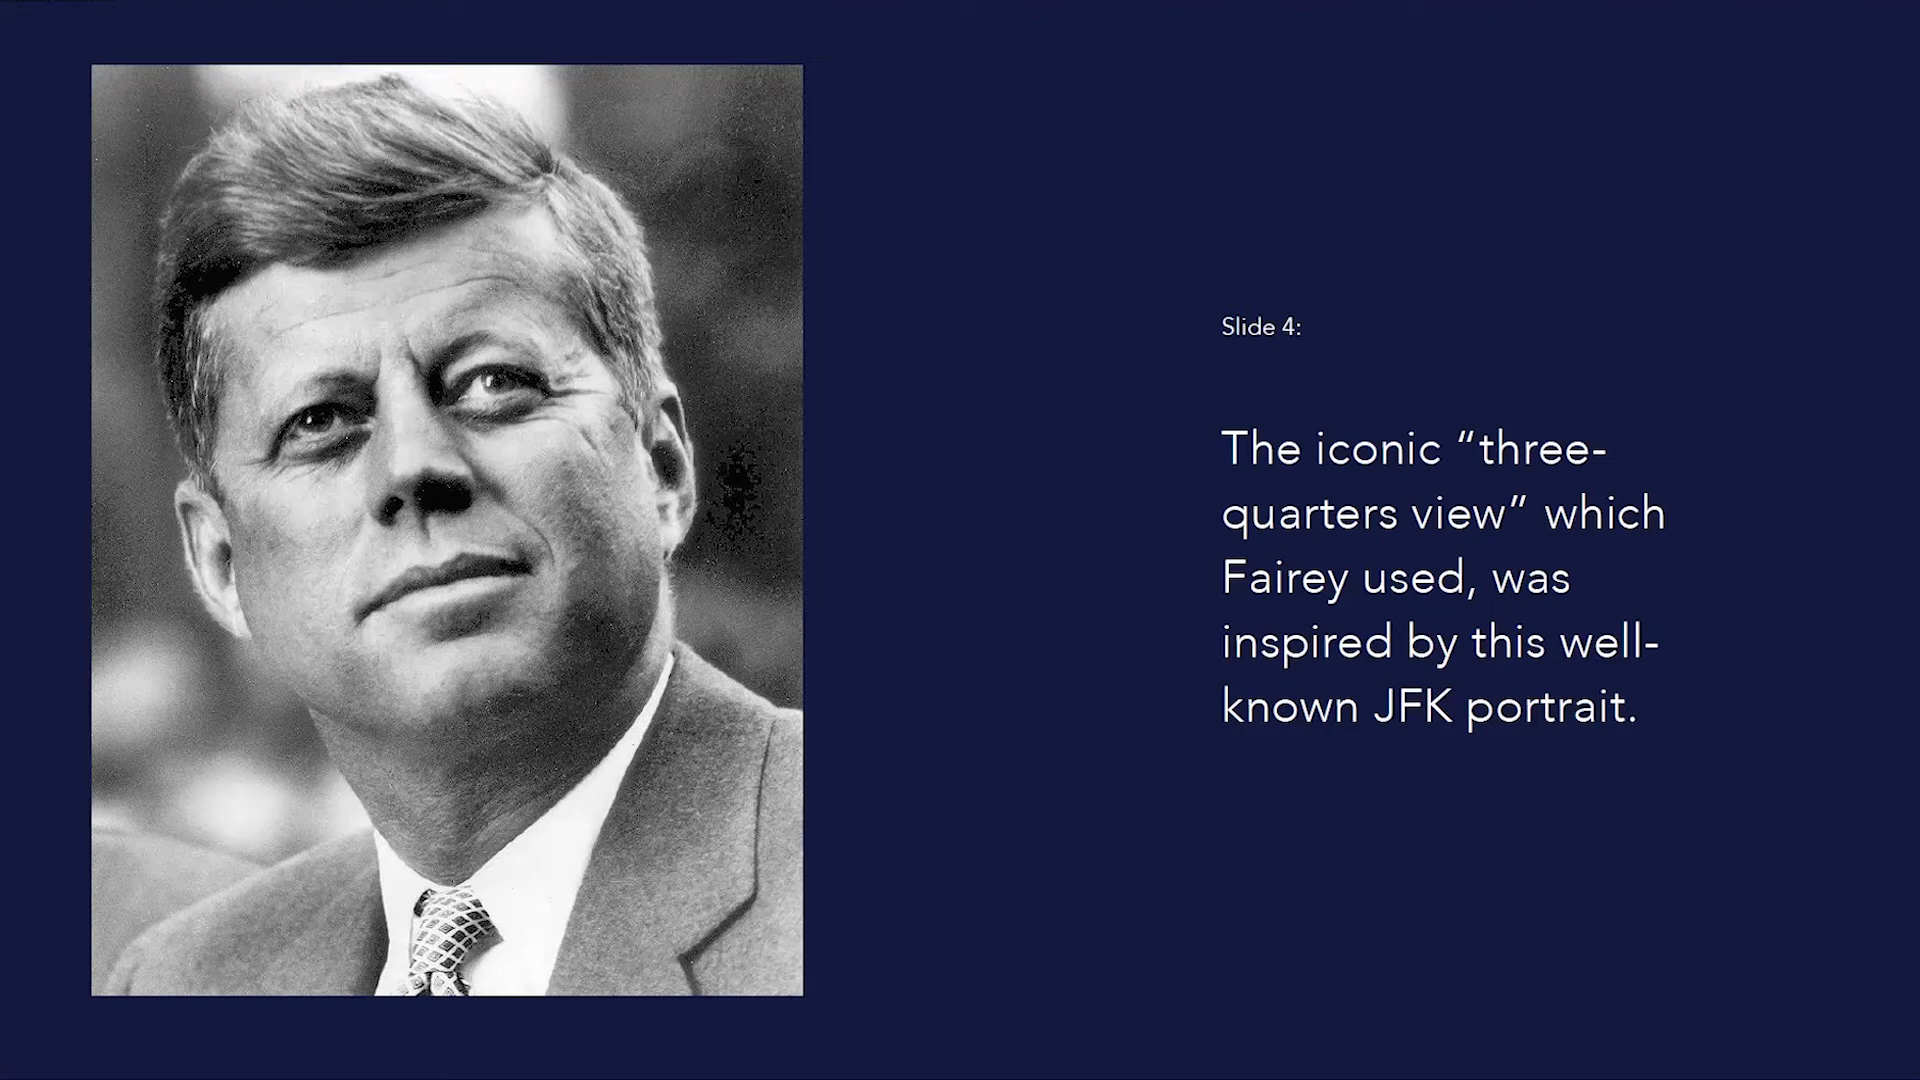 Slide 4:
The iconic “three-
quarters view” which
Fairey used, was
inspired by this well-
known JFK portrait.